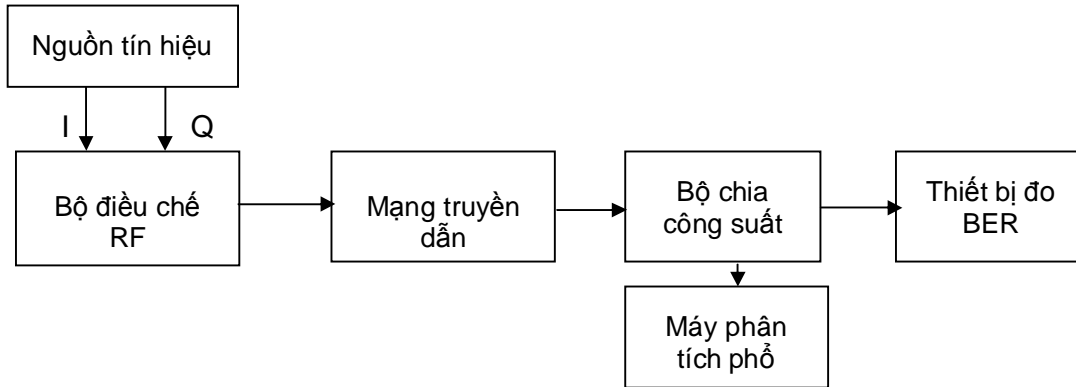 Nguồn tín hiệu
I
Q
Bộ điều chế
RF
Mạng truyền
dẫn
Bộ chia
công suất
Thiết bị đo
BER
Máy phân
tích phổ